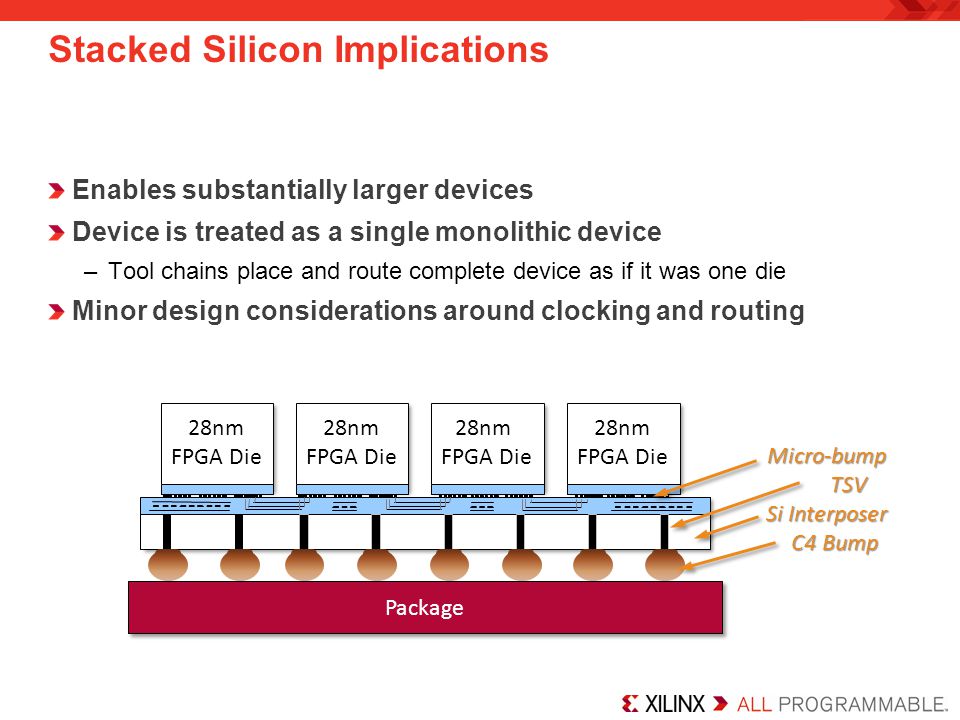 Stacked Silicon Implications
Enables substantially larger devices
Device is treated as a single monolithic device
– Tool chains place and route complete device as if it was one die
Minor design considerations around clocking and routing
28nm
FPGA Die
28nm
FPGA Die
28nm
FPGA Die
28nm
FPGA Die
Micro-bump
TSV
Si Interposer
C4 Bump
Package
XILINX ALL PROGRAMMABLE.